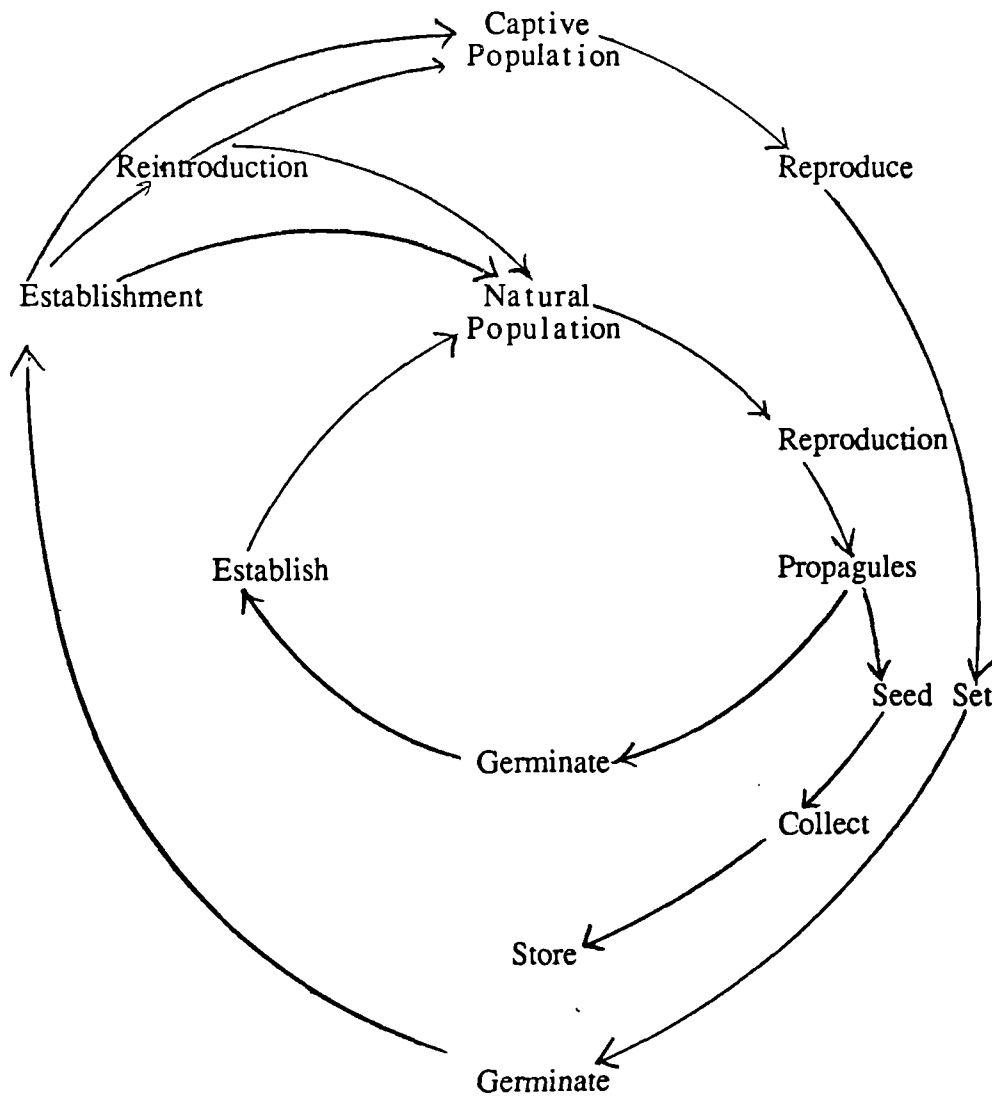 Captive
Population
Reintroduction
Reproduce
Establishment
Natural
Population
Reproduction
Establish
Propagules
Seed Set
Germinate
Collect
Store
Germinate